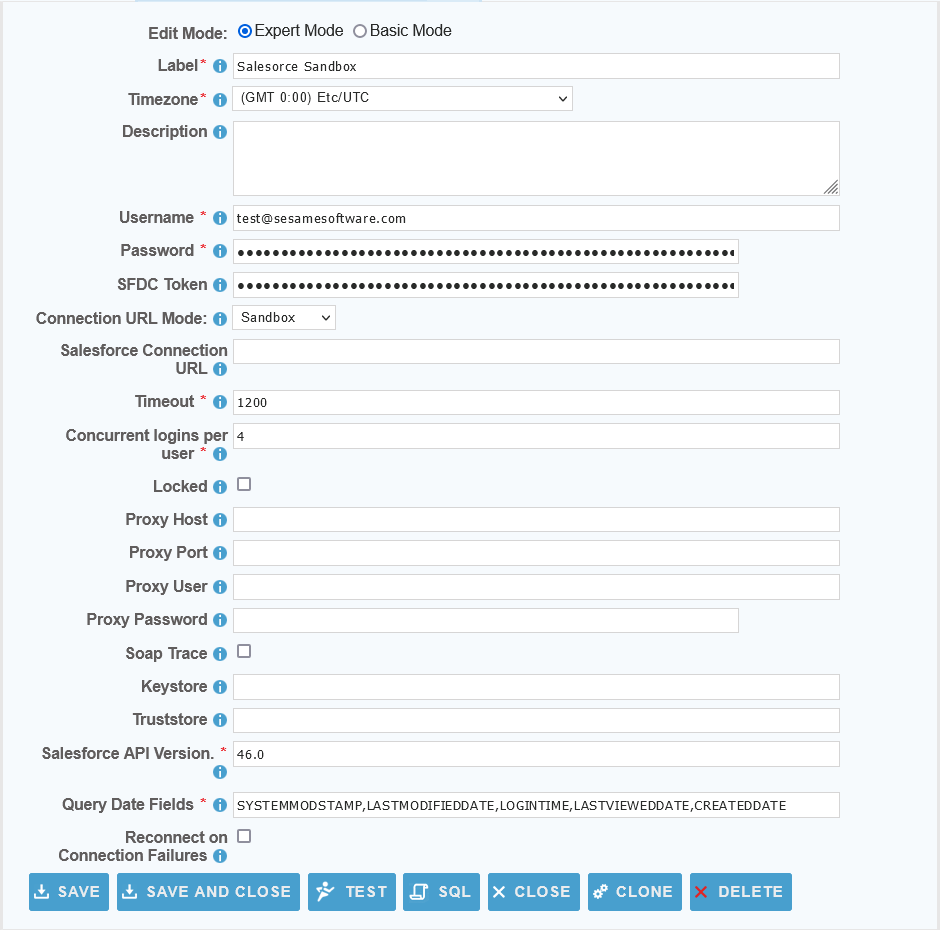 Edit Mode: Expert Mode Basic Mode
Label* Salesorce Sandbox
Timezone* (GMT 0:00) Etc/UTC
Description
Username * test@sesamesoftware.com
Password *
SFDC Token
Connection URL Mode: Sandbox
Salesforce Connection
URL
Timeout * 1200
Concurrent logins per
user * 4
Locked
Proxy Host
Proxy Port
Proxy User
Proxy Password
Soap Trace
Keystore
Truststore
Salesforce API Version. * 46.0
Query Date Fields * SYSTEMMODSTAMP,LASTMODIFIEDDATE,LOGINTIME,LASTVIEWEDDATE,CREATEDDATE
Reconnect on
Connection Failures
SAVE SAVE AND CLOSE TEST SQL CLOSE CLONE DELETE